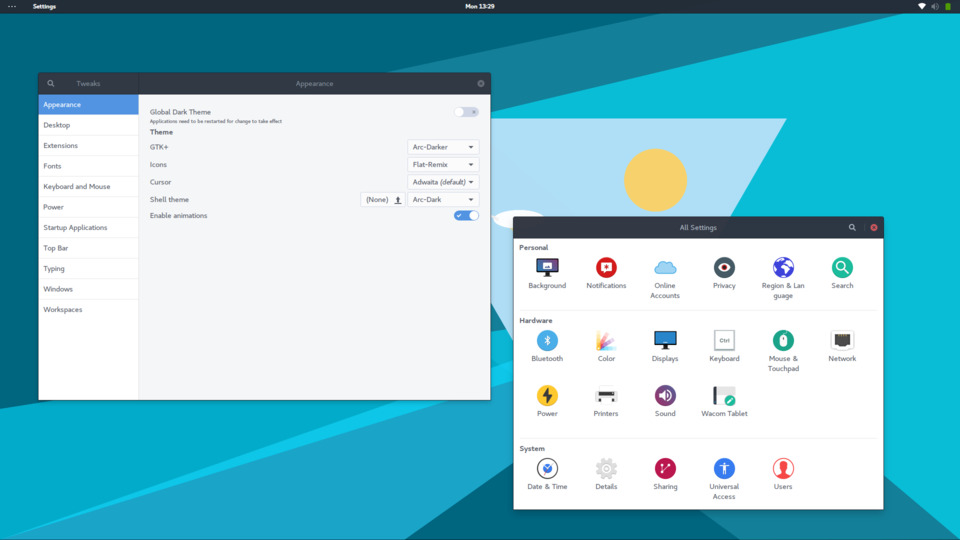 Settings
Mon 13:29
Tweaks
Appearance
Appearance
Desktop
Extensions
Fonts
Keyboard and Mouse
Power
Startup Applications
Top Bar
Typing
Windows
Workspaces
Global Dark Theme
Applications need to be restarted for change to take effect
Theme
GTK+ Arc-Darker
Icons Flat-Remix
Cursor Adwaita (default)
Shell theme (None) Arc-Dark
Enable animations
All Settings
Personal
Background Notifications Online Privacy Region & Lan Search
Accounts guage
Hardware
Ctrl
Bluetooth Color Displays Keyboard Mouse & Network
Touchpad
Power Printers Sound Wacom Tablet
System
Date & Time Details Sharing Universal Users
Access